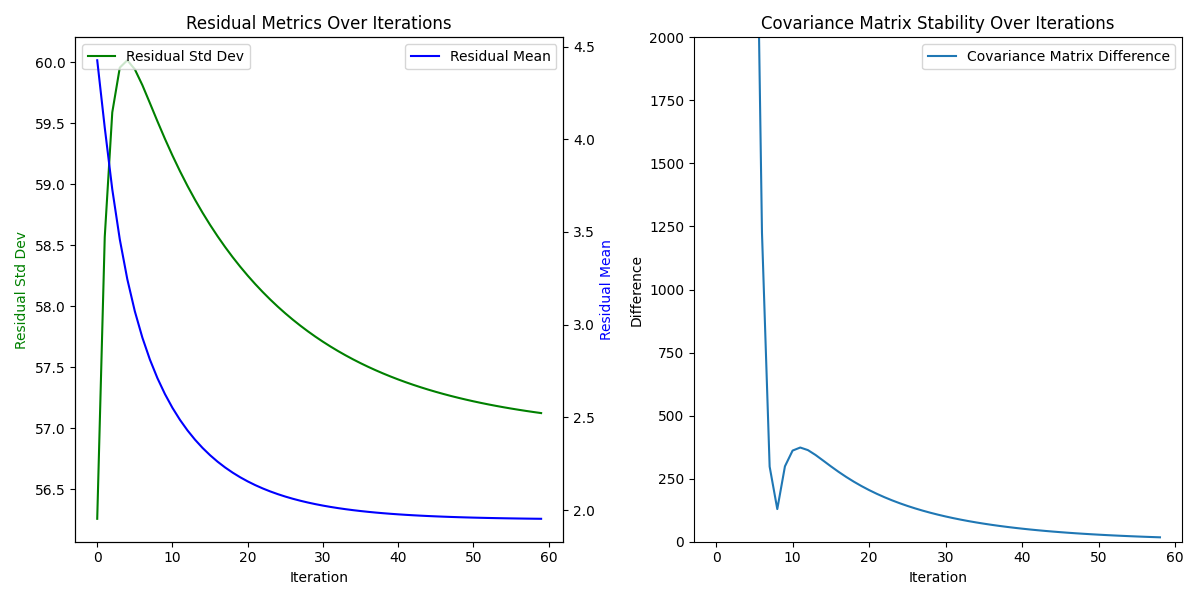 Residual Metrics Over Iterations
Residual Std Dev
Residual Mean
60.0
59.5
59.0
58.5
58.0
57.5
57.0
56.5
Residual Std Dev
4.5
4.0
3.5
3.0
2.5
2.0
Residual Mean
0 10 20 30 40 50 60
Iteration
Covariance Matrix Stability Over Iterations
Covariance Matrix Difference
2000
1750
1500
1250
1000
750
500
250
0
Difference
0 10 20 30 40 50 60
Iteration